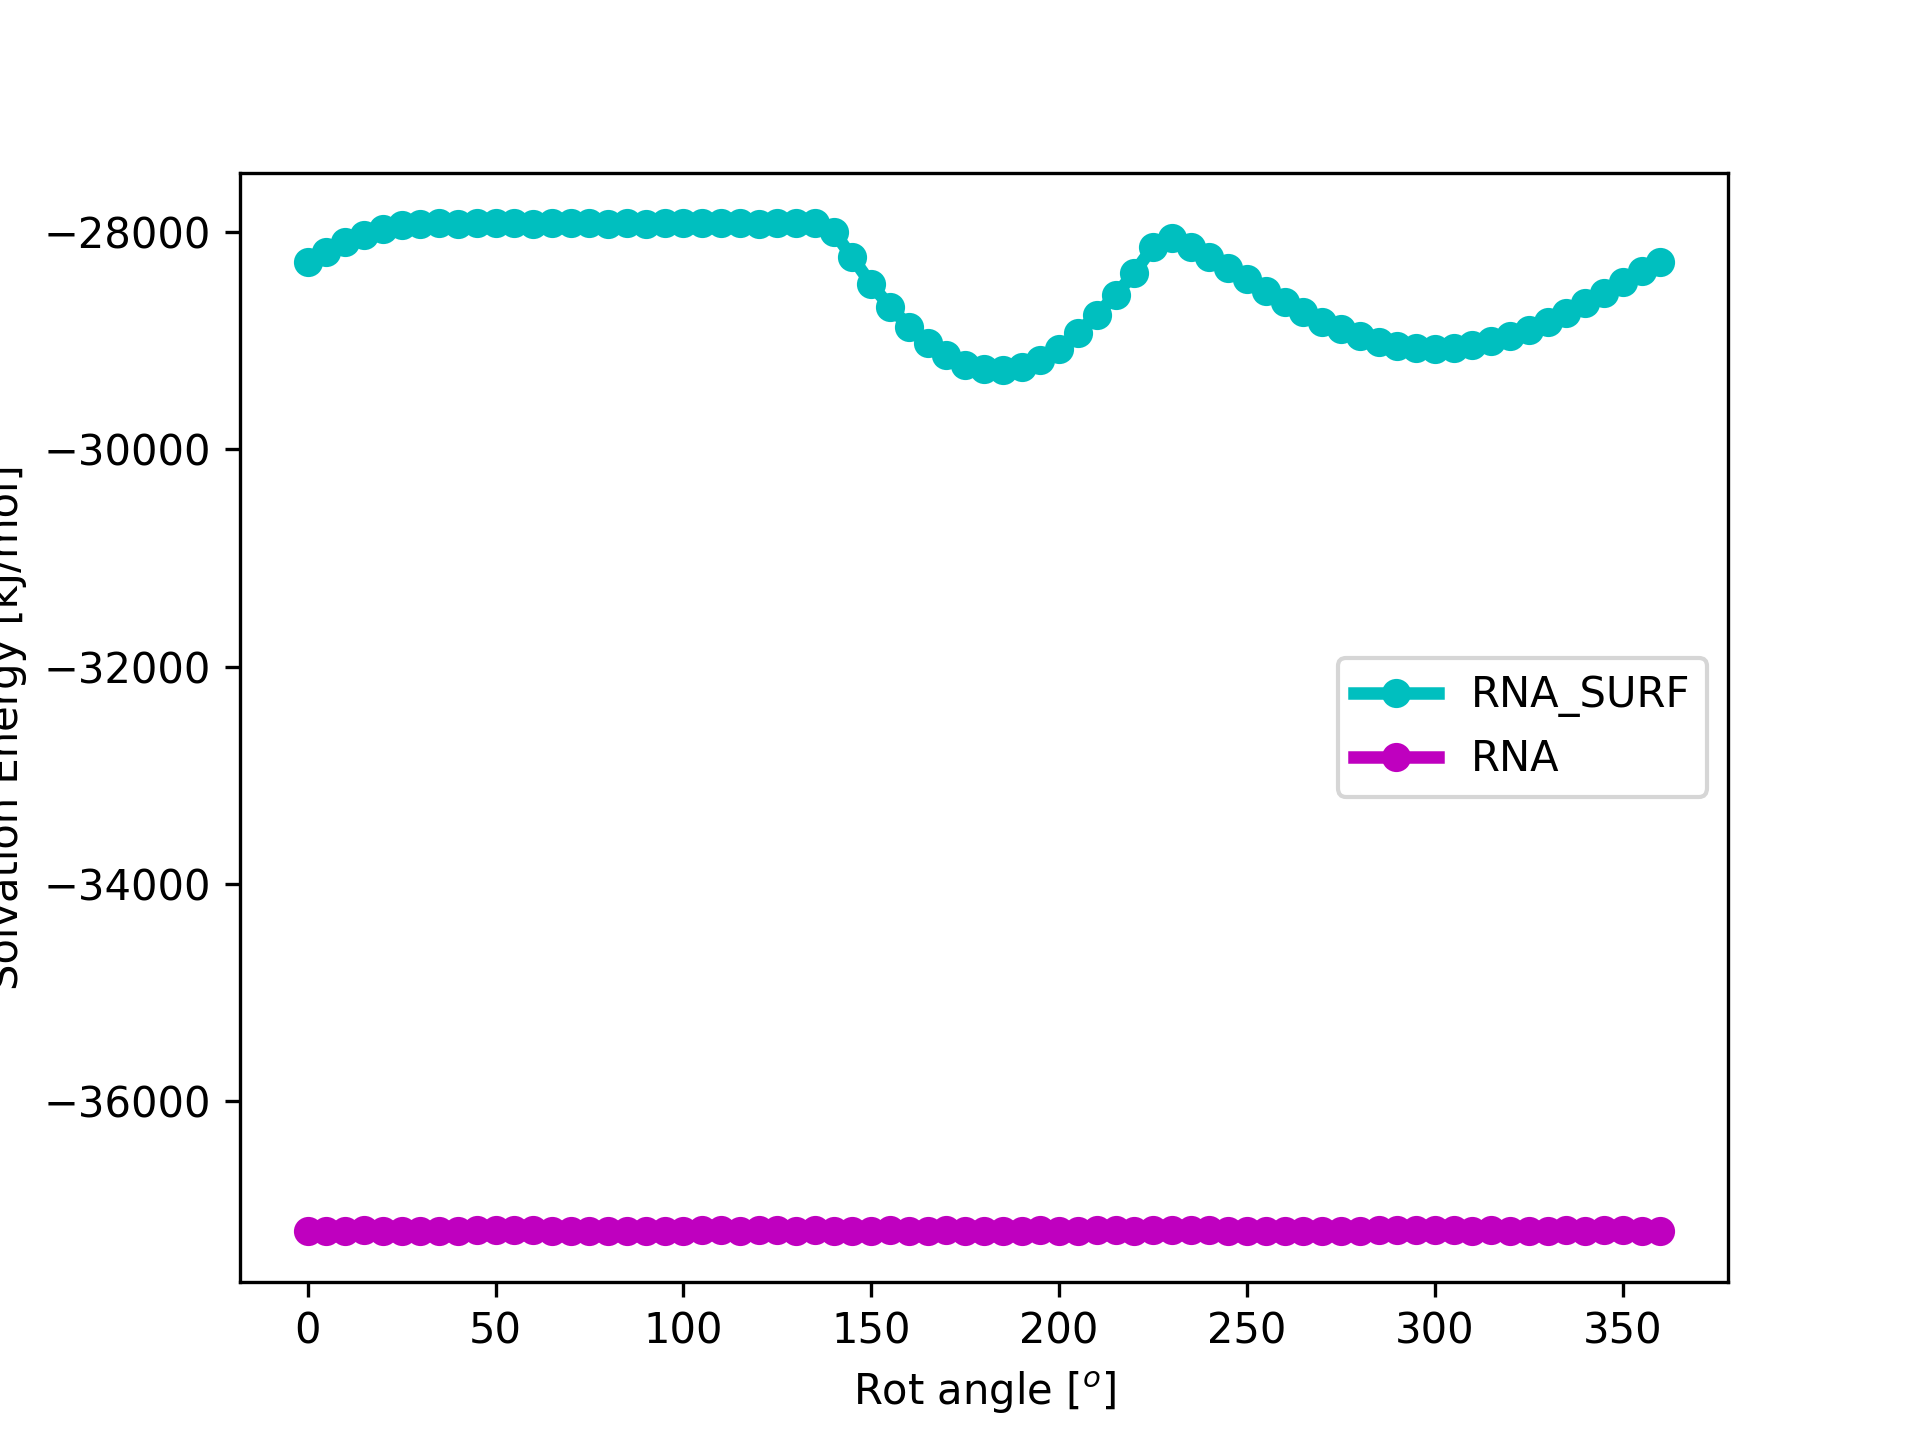 −28000
−30000
−32000
−34000
−36000
Solvation Energy [kJ/mol]
RNA_SURF
RNA
0 50 100 150 200 250 300 350
Rot angle [°]